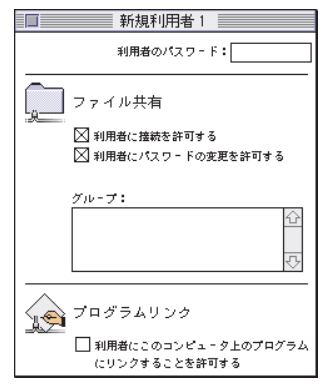 新規利用者 1
利用者のパスワード：
ファイル共有
利用者に接続を許可する
利用者にパスワードの変更を許可する
グループ：
プログラムリンク
利用者にこのコンピュータ上のプログラム
にリンクすることを許可する